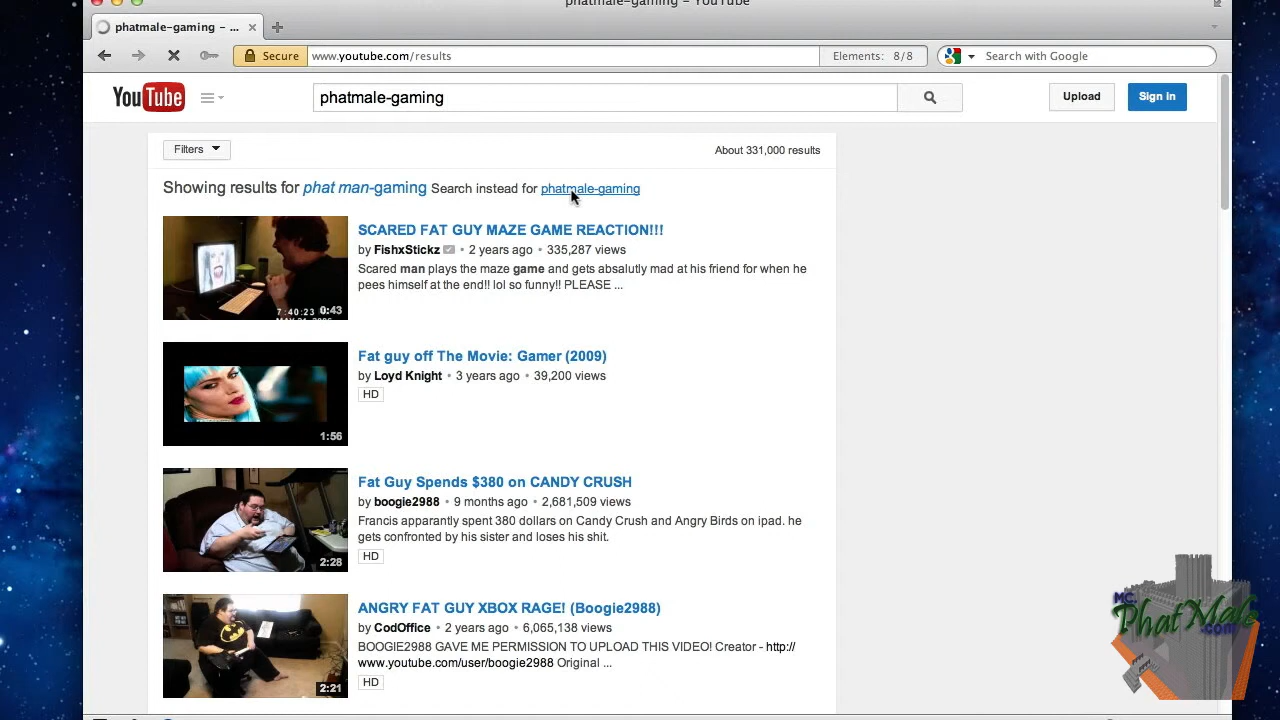 phatmale-gaming – YouTube
phatmale-gaming – ...
Secure
www.youtube.com/results
Elements: 8/8
Search with Google
YouTube
phatmale-gaming
Upload
Sign In
Filters
About 331,000 results
Showing results for phat man-gaming Search instead for phatmale-gaming
SCARED FAT GUY MAZE GAME REACTION!!!
by FishxStickz • 2 years ago • 335,287 views
Scared man plays the maze game and gets absalutly mad at his friend for when he
pees himself at the end!! lol so funny!! PLEASE ...
7:40:23
0:43
Fat guy off The Movie: Gamer (2009)
by Loyd Knight • 3 years ago • 39,200 views
HD
1:56
Fat Guy Spends $380 on CANDY CRUSH
by boogie2988 • 9 months ago • 2,681,509 views
Francis apparantly spent 380 dollars on Candy Crush and Angry Birds on ipad. he
gets confronted by his sister and loses his shit.
HD
2:28
ANGRY FAT GUY XBOX RAGE! (Boogie2988)
by CodOffice • 2 years ago • 6,065,138 views
BOOGIE2988 GAVE ME PERMISSION TO UPLOAD THIS VIDEO! Creator - http://
www.youtube.com/user/boogie2988 Original ...
HD
2:21
MC.
PhatMale
.com